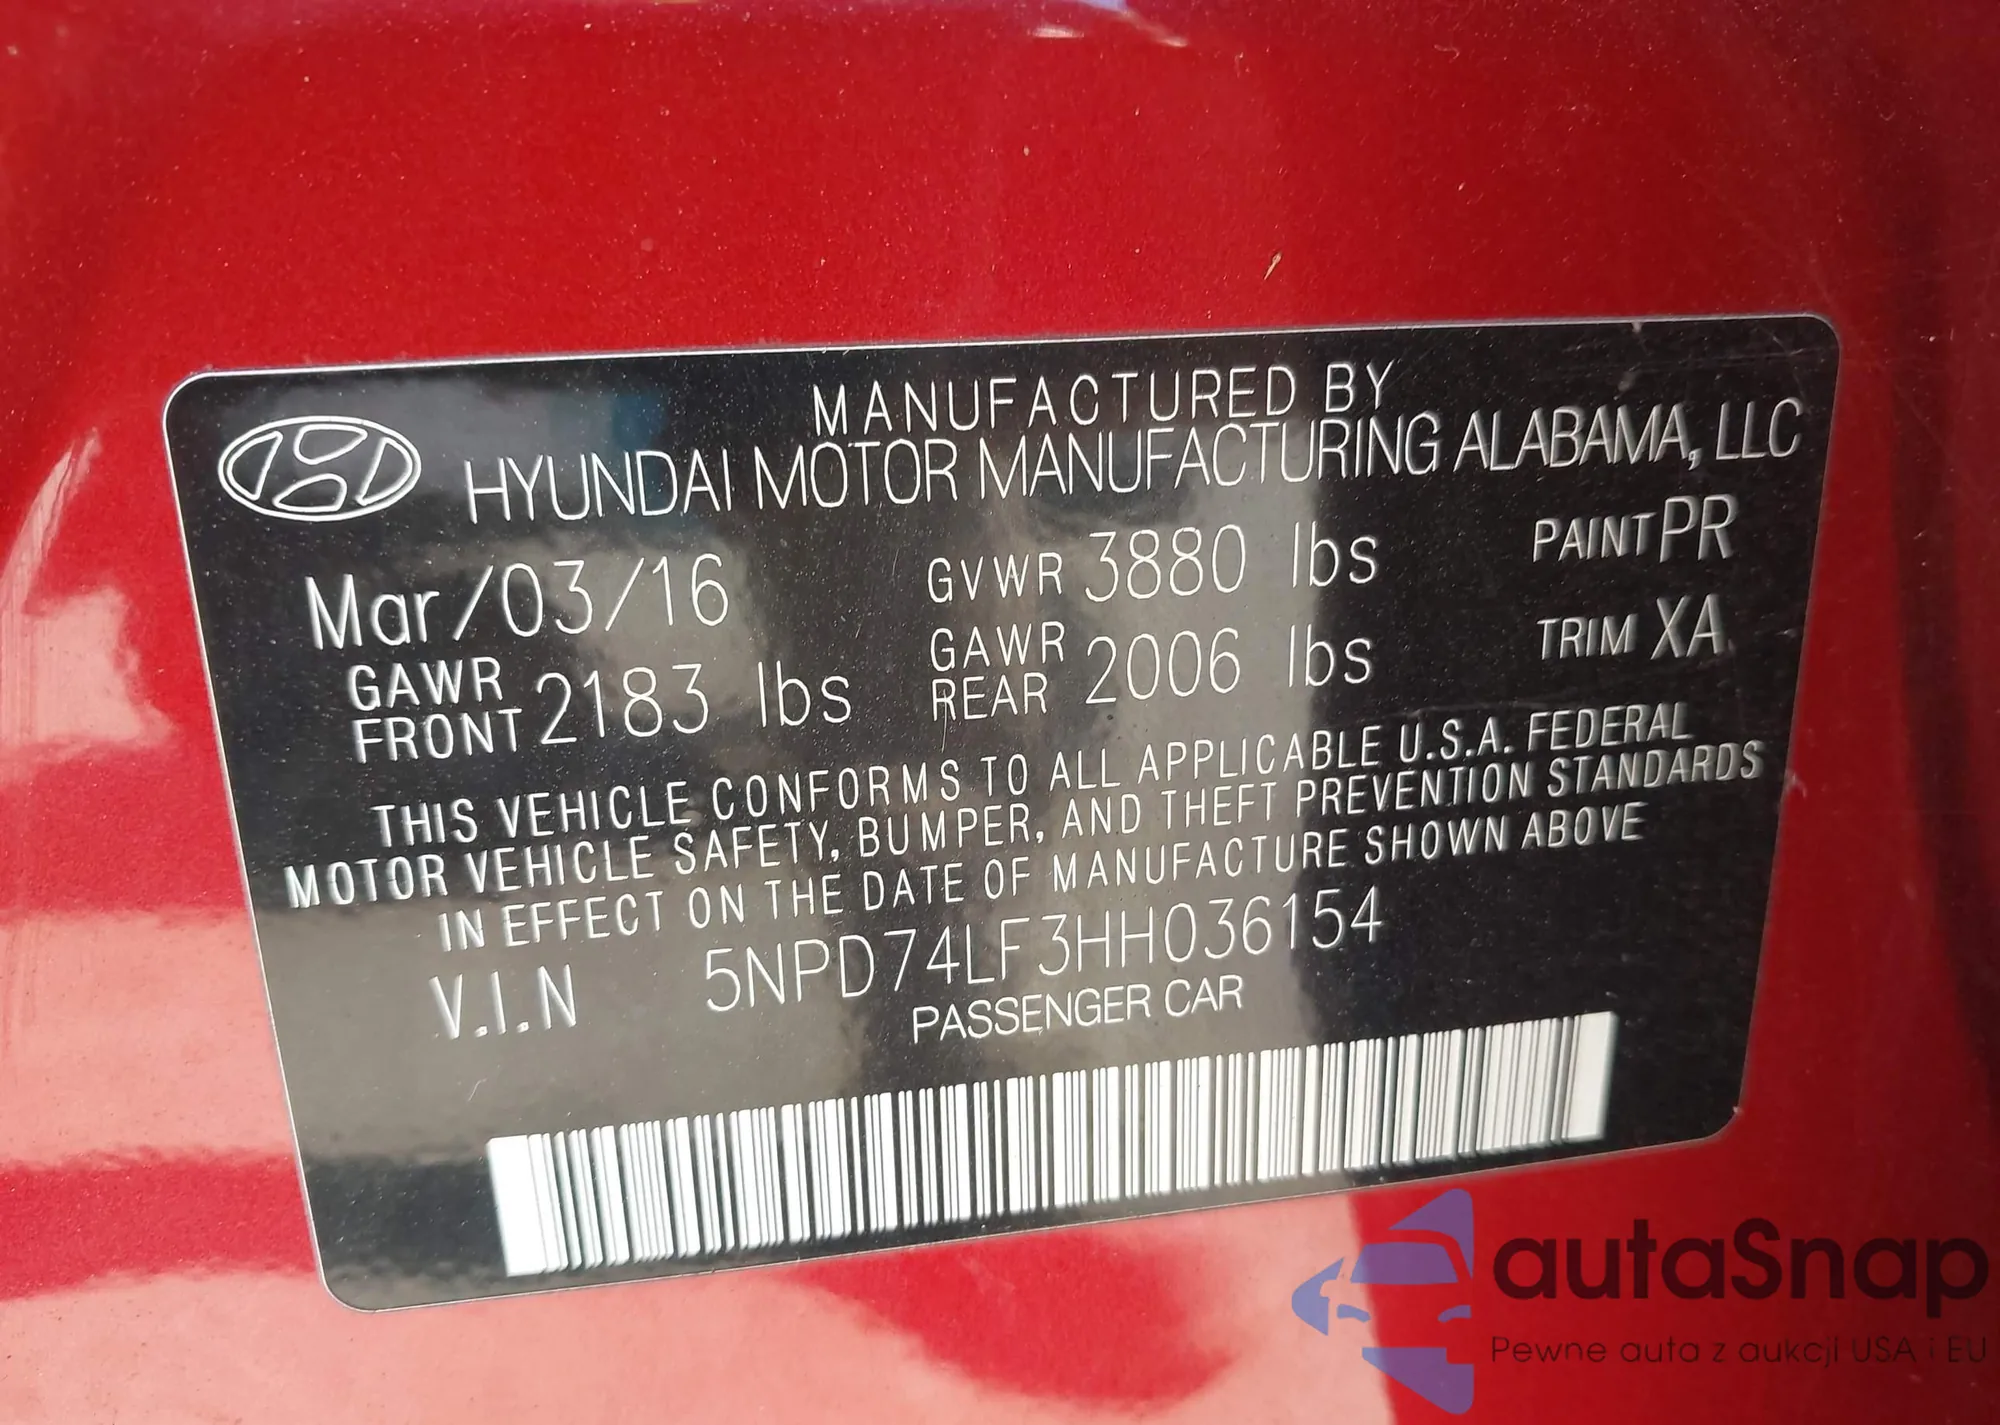 MANUFACTURED BY
HYUNDAI MOTOR MANUFACTURING ALABAMA, LLC
Mar/03/16 GVWR 3880 lbs PAINT PR
GAWR FRONT 2183 lbs GAWR REAR 2006 lbs TRIM XA
THIS VEHICLE CONFORMS TO ALL APPLICABLE U.S.A. FEDERAL
MOTOR VEHICLE SAFETY, BUMPER, AND THEFT PREVENTION STANDARDS
IN EFFECT ON THE DATE OF MANUFACTURE SHOWN ABOVE
V.I.N 5NPD74LF3HH036154
PASSENGER CAR
autaSnap
Pewne auta z aukcji USA i EU